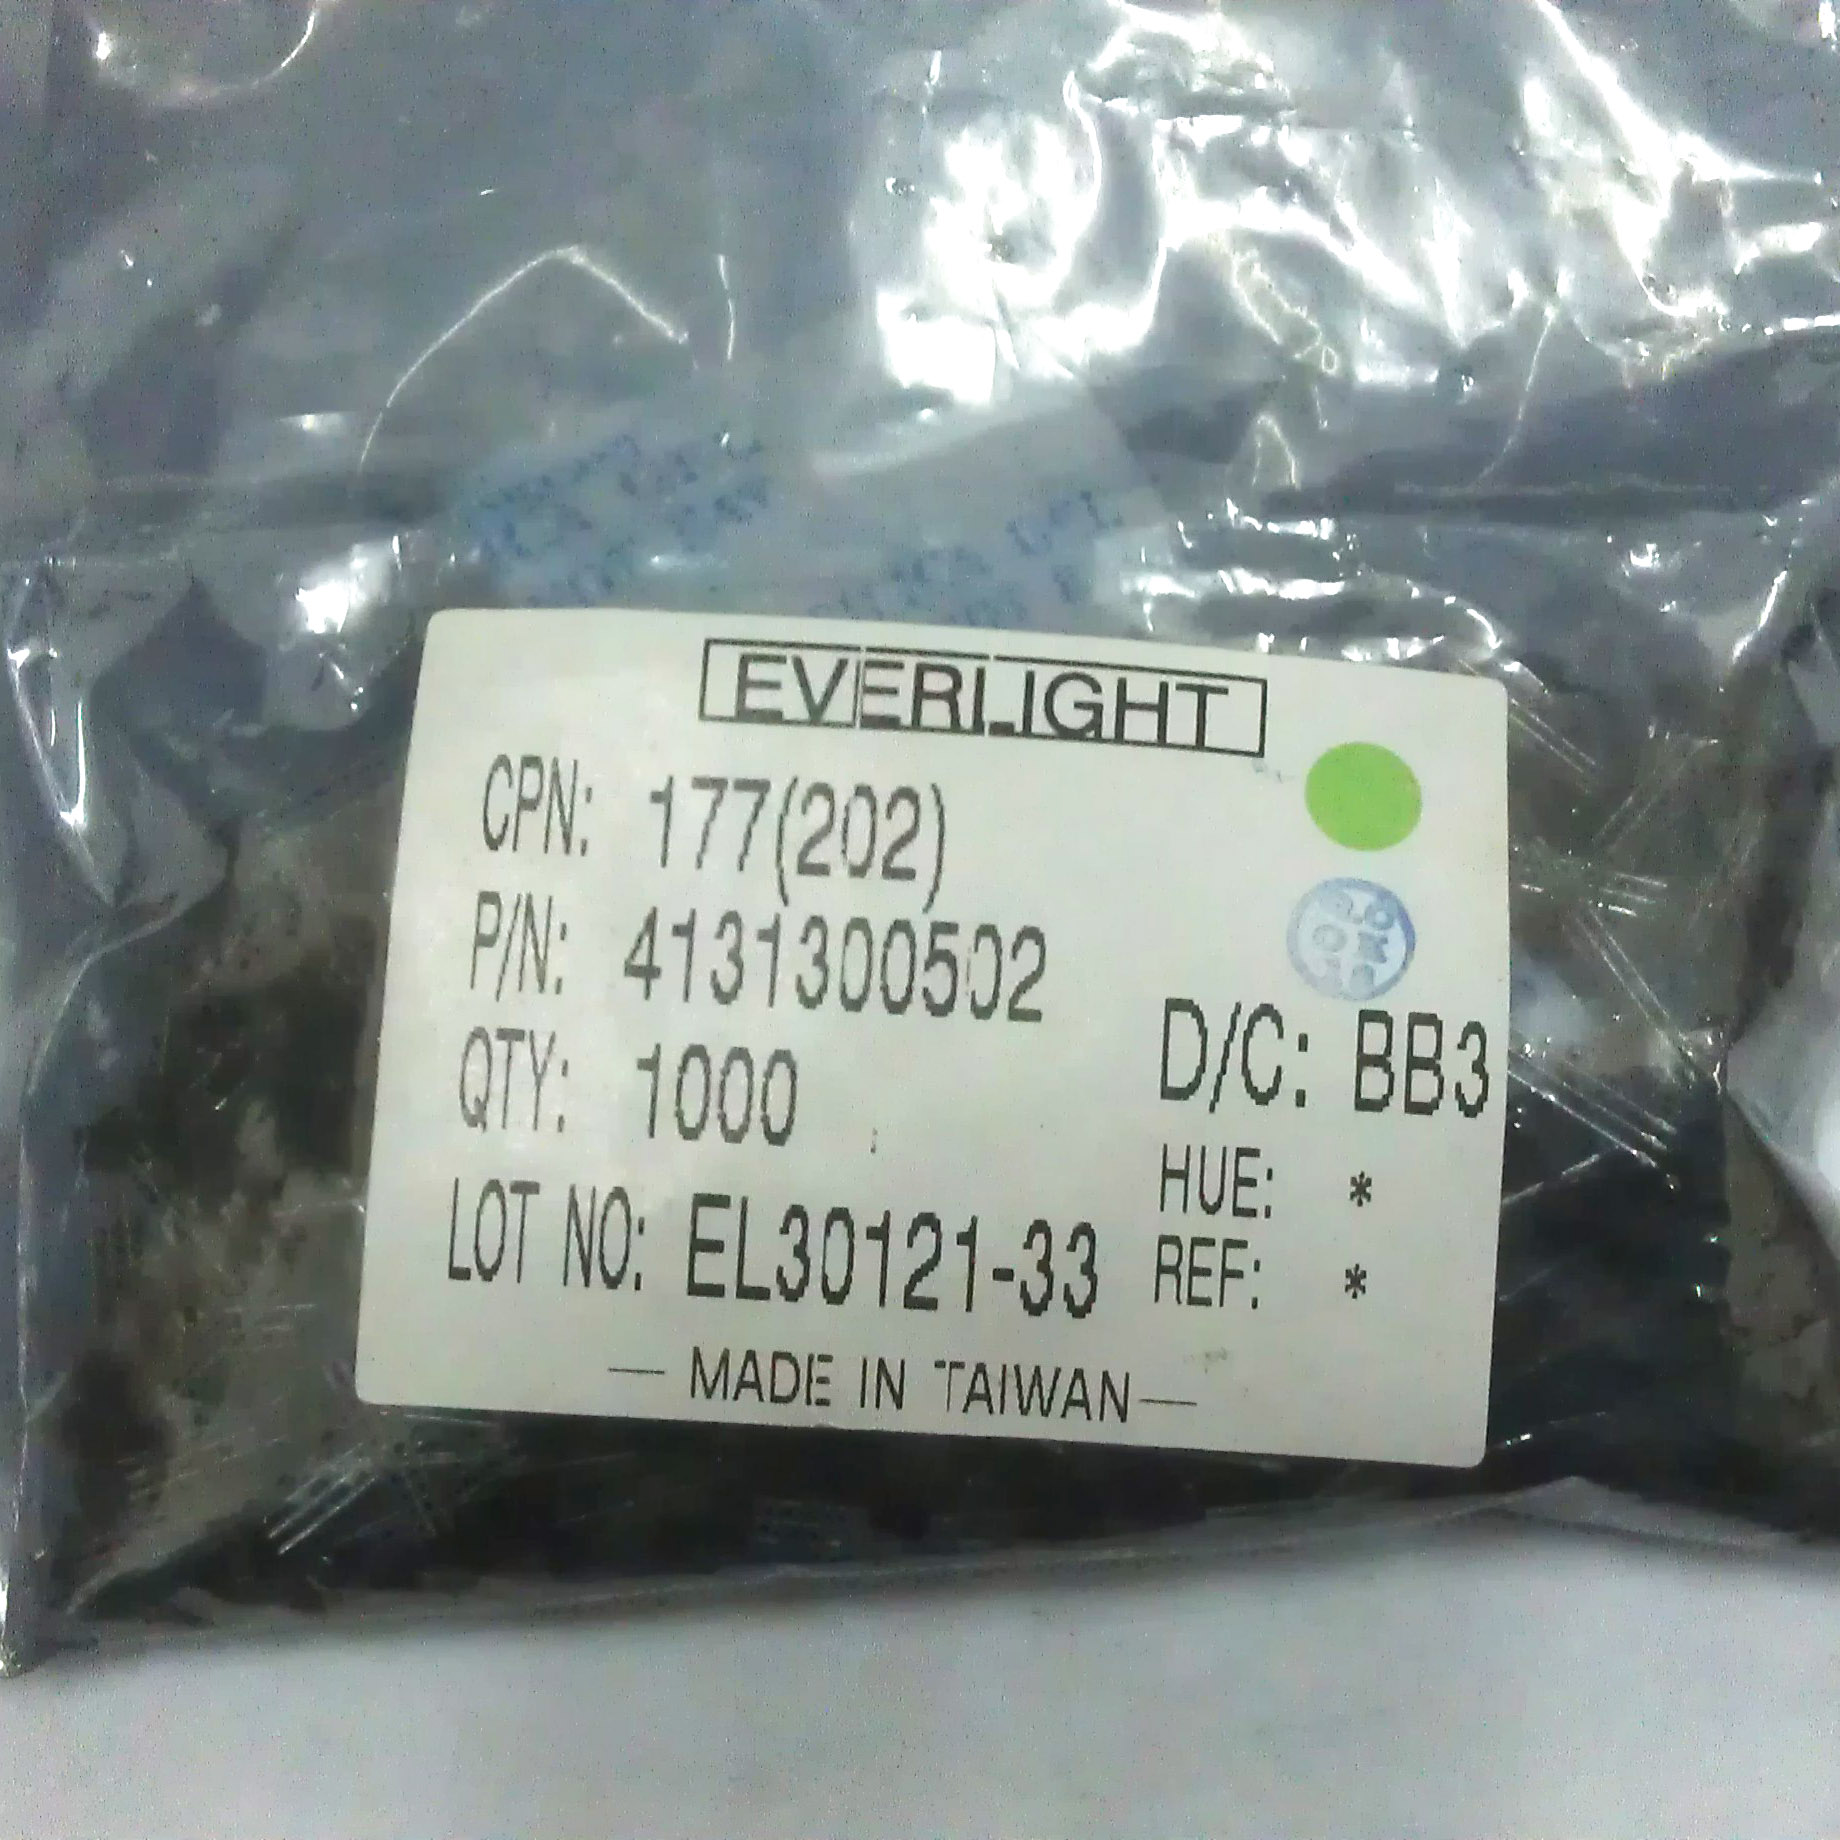 EVERLIGHT
CPN: 177(202)
P/N: 4131300502
QTY: 1000
D/C: BB3
HUE: *
LOT NO: EL30121-33
REF: *
— MADE IN TAIWAN —